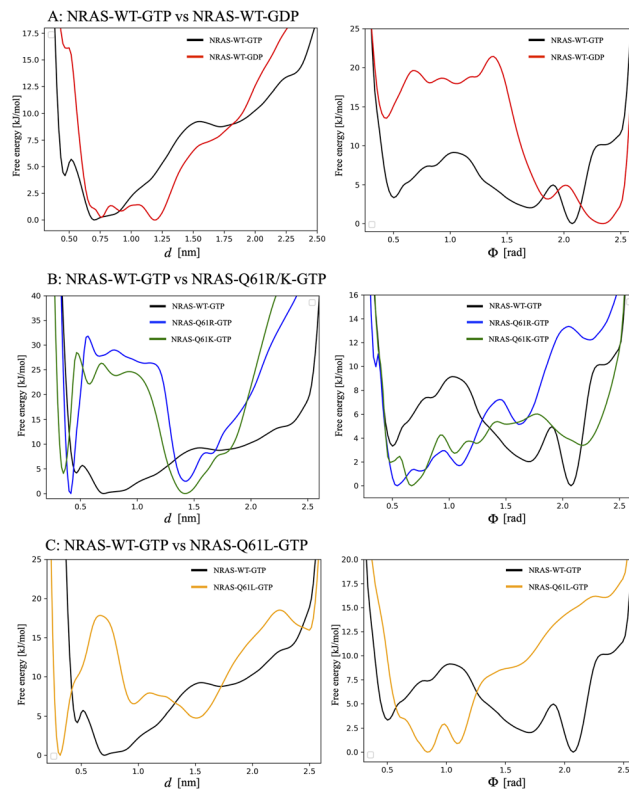 A: NRAS-WT-GTP vs NRAS-WT-GDP
17.5
15.0
12.5
10.0
7.5
5.0
2.5
0.0
Free energy [kJ/mol]
NRAS-WT-GTP
NRAS-WT-GDP
0.50 0.75 1.00 1.25 1.50 1.75 2.00 2.25 2.50
d [nm]
25
20
15
10
5
0
Free energy [kJ/mol]
NRAS-WT-GTP
NRAS-WT-GDP
0.5 1.0 1.5 2.0 2.5
Φ [rad]
B: NRAS-WT-GTP vs NRAS-Q61R/K-GTP
40
35
30
25
20
15
10
5
0
Free energy [kJ/mol]
NRAS-WT-GTP
NRAS-Q61R-GTP
NRAS-Q61K-GTP
0.5 1.0 1.5 2.0 2.5
d [nm]
16
14
12
10
8
6
4
2
0
Free energy [kJ/mol]
NRAS-WT-GTP
NRAS-Q61R-GTP
NRAS-Q61K-GTP
0.5 1.0 1.5 2.0 2.5
Φ [rad]
C: NRAS-WT-GTP vs NRAS-Q61L-GTP
25
20
15
10
5
0
Free energy [kJ/mol]
NRAS-WT-GTP
NRAS-Q61L-GTP
0.5 1.0 1.5 2.0 2.5
d [nm]
20.0
17.5
15.0
12.5
10.0
7.5
5.0
2.5
0.0
Free energy [kJ/mol]
NRAS-WT-GTP
NRAS-Q61L-GTP
0.5 1.0 1.5 2.0 2.5
Φ [rad]